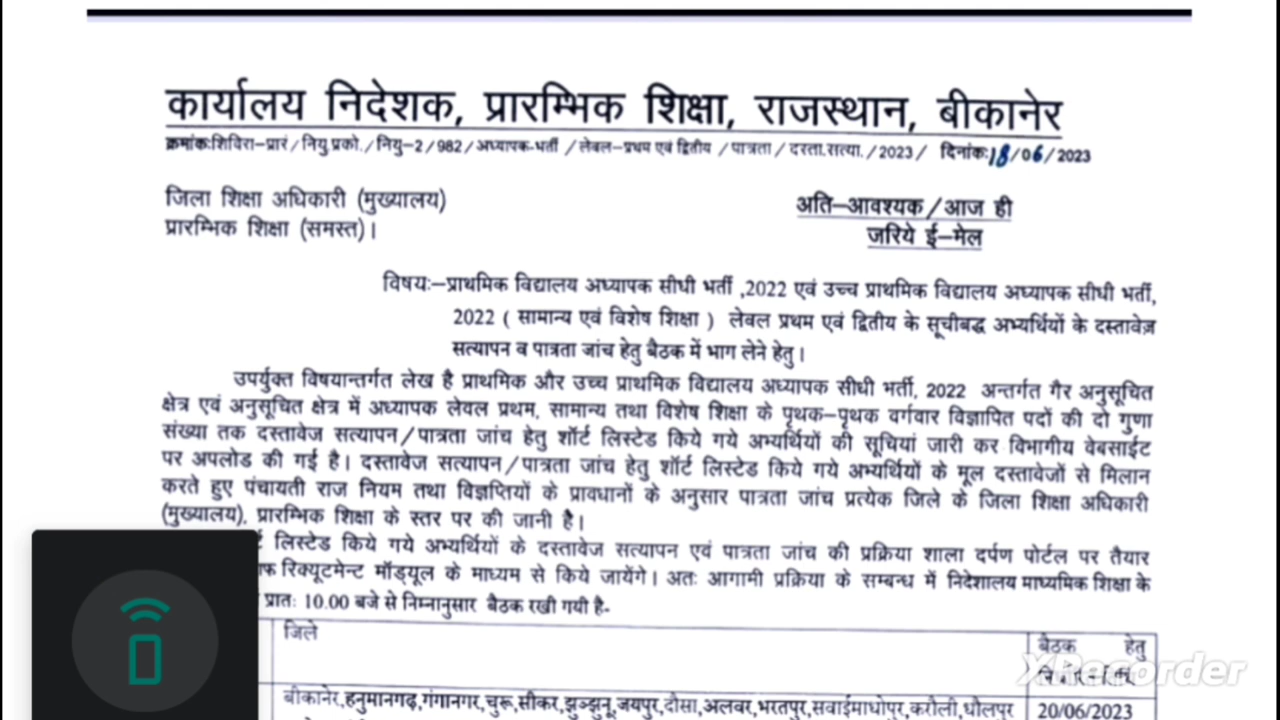 कार्यालय निदेशक, प्रारम्भिक शिक्षा, राजस्थान, बीकानेर
क्रमांक:शिविरा-प्रारं/नियु.प्रको./नियु-2/982/अध्यापक-भर्ती/लेवल-प्रथम एवं द्वितीय/पात्रता/दस्ता.सत्या./2023/ दिनांक:18/06/2023
जिला शिक्षा अधिकारी (मुख्यालय) अति-आवश्यक/आज ही
प्रारम्भिक शिक्षा (समस्त)। जरिये ई-मेल
विषयः-प्राथमिक विद्यालय अध्यापक सीधी भर्ती ,2022 एवं उच्च प्राथमिक विद्यालय अध्यापक सीधी भर्ती,
2022 ( सामान्य एवं विशेष शिक्षा ) लेवल प्रथम एवं द्वितीय के सूचीबद्ध अभ्यर्थियों के दस्तावेज़
सत्यापन व पात्रता जांच हेतु बैठक में भाग लेने हेतु।
उपर्युक्त विषयान्तर्गत लेख है प्राथमिक और उच्च प्राथमिक विद्यालय अध्यापक सीधी भर्ती, 2022 अन्तर्गत गैर अनुसूचित
क्षेत्र एवं अनुसूचित क्षेत्र में अध्यापक लेवल प्रथम, सामान्य तथा विशेष शिक्षा के पृथक-पृथक वर्गवार विज्ञापित पदों की दो गुणा
संख्या तक दस्तावेज सत्यापन/पात्रता जांच हेतु शॉर्ट लिस्टेड किये गये अभ्यर्थियों की सूचियां जारी कर विभागीय वेबसाईट
पर अपलोड की गई है। दस्तावेज सत्यापन/पात्रता जांच हेतु शॉर्ट लिस्टेड किये गये अभ्यर्थियों के मूल दस्तावेजों से मिलान
करते हुए पंचायती राज नियम तथा विज्ञप्तियों के प्रावधानों के अनुसार पात्रता जांच प्रत्येक जिले के जिला शिक्षा अधिकारी
(मुख्यालय), प्रारम्भिक शिक्षा के स्तर पर की जानी है।
लिस्टेड किये गये अभ्यर्थियों के दस्तावेज सत्यापन एवं पात्रता जांच की प्रक्रिया शाला दर्पण पोर्टल पर तैयार
रिक्यूटमेन्ट मॉड्यूल के माध्यम से किये जायेंगे। अतः आगामी प्रक्रिया के सम्बन्ध में निदेशालय माध्यमिक शिक्षा के
प्रातः 10.00 बजे से निम्नानुसार बैठक रखी गयी है-
जिले बैठक हेतु
बीकानेर,हनुमानगढ़,गंगानगर,चुरू,सीकर,झुञ्झुनू,जयपुर,दौसा,अलवर,भरतपुर,सवाईमाधोपुर,करौली,धौलपुर 20/06/2023
XRecorder